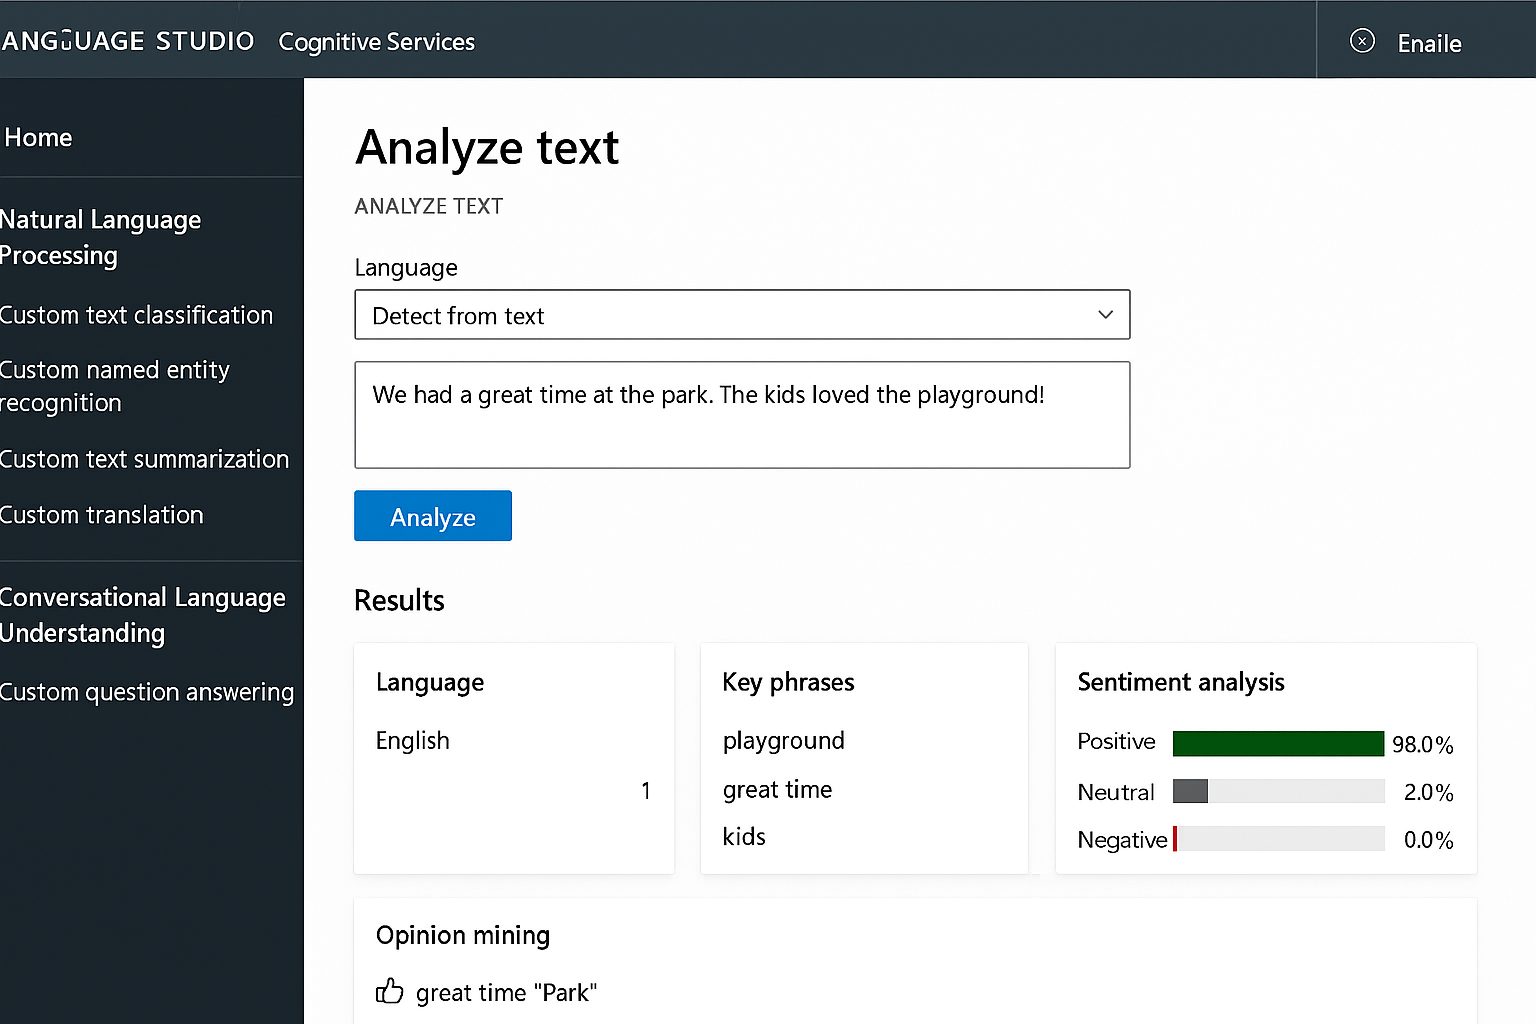 ANGUAGE STUDIO Cognitive Services
Enaile
Home
Natural Language
Processing
Custom text classification
Custom named entity
recognition
Custom text summarization
Custom translation
Conversational Language
Understanding
Custom question answering
Analyze text
ANALYZE TEXT
Language
Detect from text
We had a great time at the park. The kids loved the playground!
Analyze
Results
Language
English
1
Key phrases
playground
great time
kids
Sentiment analysis
Positive 98.0%
Neutral 2.0%
Negative 0.0%
Opinion mining
great time "Park"